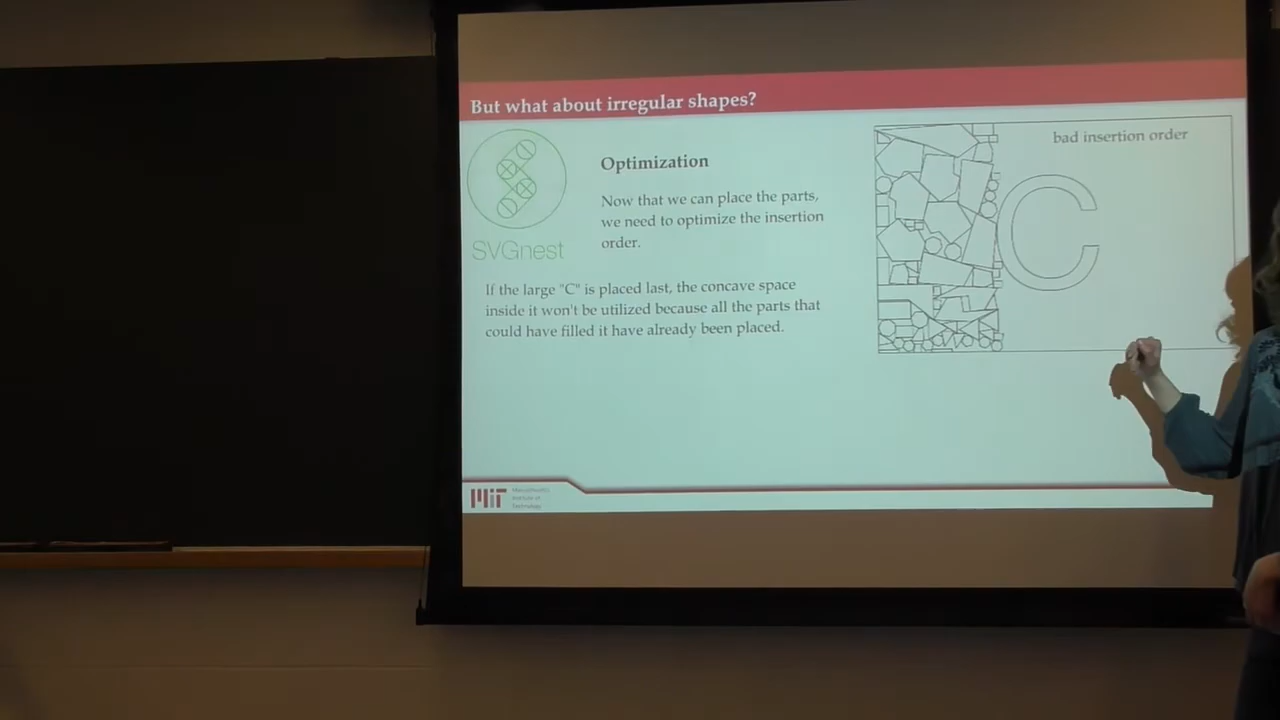 But what about irregular shapes?
SVGnest
Optimization
Now that we can place the parts,
we need to optimize the insertion
order.
If the large "C" is placed last, the concave space
inside it won't be utilized because all the parts that
could have filled it have already been placed.
bad insertion order
C
MIT
Massachusetts
Institute of
Technology